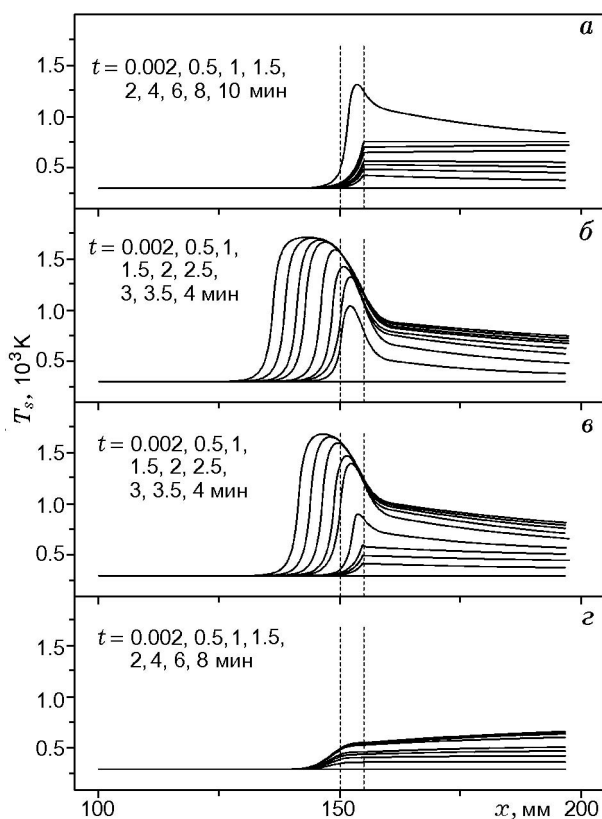 а
1.5
1.0
0.5
t = 0.002, 0.5, 1, 1.5,
2, 4, 6, 8, 10 мин
б
1.5
1.0
0.5
t = 0.002, 0.5, 1,
1.5, 2, 2.5,
3, 3.5, 4 мин
T_s, 10³K
в
1.5
1.0
0.5
t = 0.002, 0.5, 1,
1.5, 2, 2.5,
3, 3.5, 4 мин
г
1.5
1.0
0.5
t = 0.002, 0.5, 1, 1.5,
2, 4, 6, 8 мин
100 150 x, мм 200